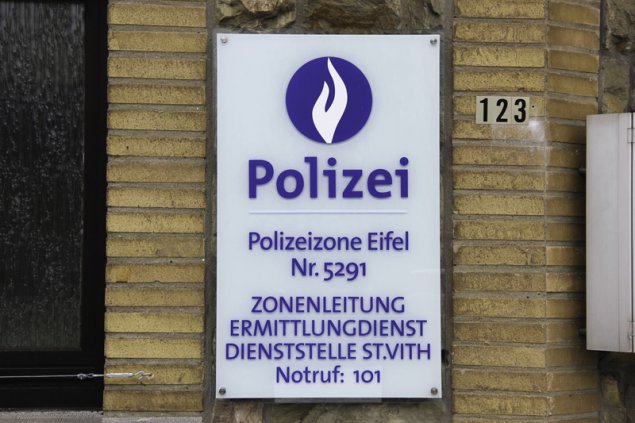 Polizei
123
Polizeizone Eifel
Nr. 5291
ZONENLEITUNG
ERMITTLUNGDIENST
DIENSTSTELLE ST.VITH
Notruf: 101